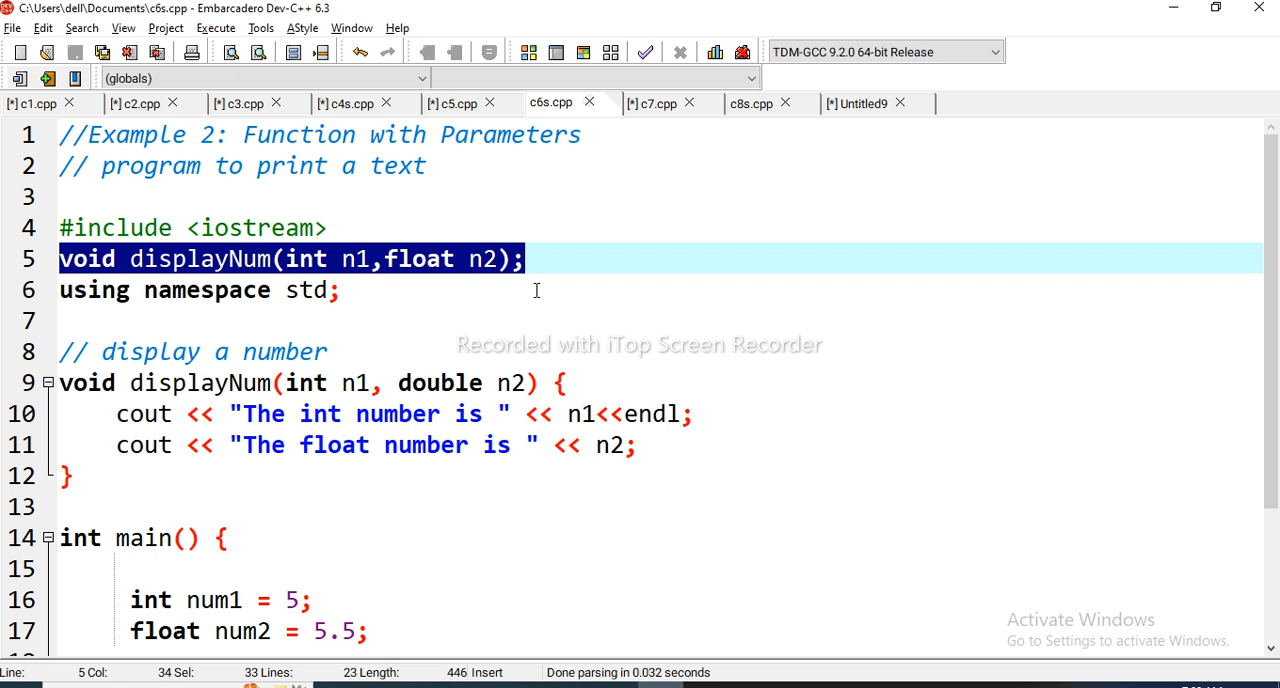 C:\Users\dell\Documents\c6s.cpp - Embarcadero Dev-C++ 6.3
File Edit Search View Project Execute Tools AStyle Window Help
TDM-GCC 9.2.0 64-bit Release
(globals)
[*] c1.cpp [*] c2.cpp [*] c3.cpp [*] c4s.cpp [*] c5.cpp c6s.cpp [*] c7.cpp c8s.cpp [*] Untitled9
1 //Example 2: Function with Parameters
2 // program to print a text
3
4 #include <iostream>
5 void displayNum(int n1,float n2);
6 using namespace std;
7
Recorded with iTop Screen Recorder
8 // display a number
9 void displayNum(int n1, double n2) {
10 cout << "The int number is " << n1<<endl;
11 cout << "The float number is " << n2;
12 }
13
14 int main() {
15
16 int num1 = 5;
17 float num2 = 5.5;
Activate Windows
Go to Settings to activate Windows.
Line: 5 Col: 34 Sel: 33 Lines: 23 Length: 446 Insert Done parsing in 0.032 seconds